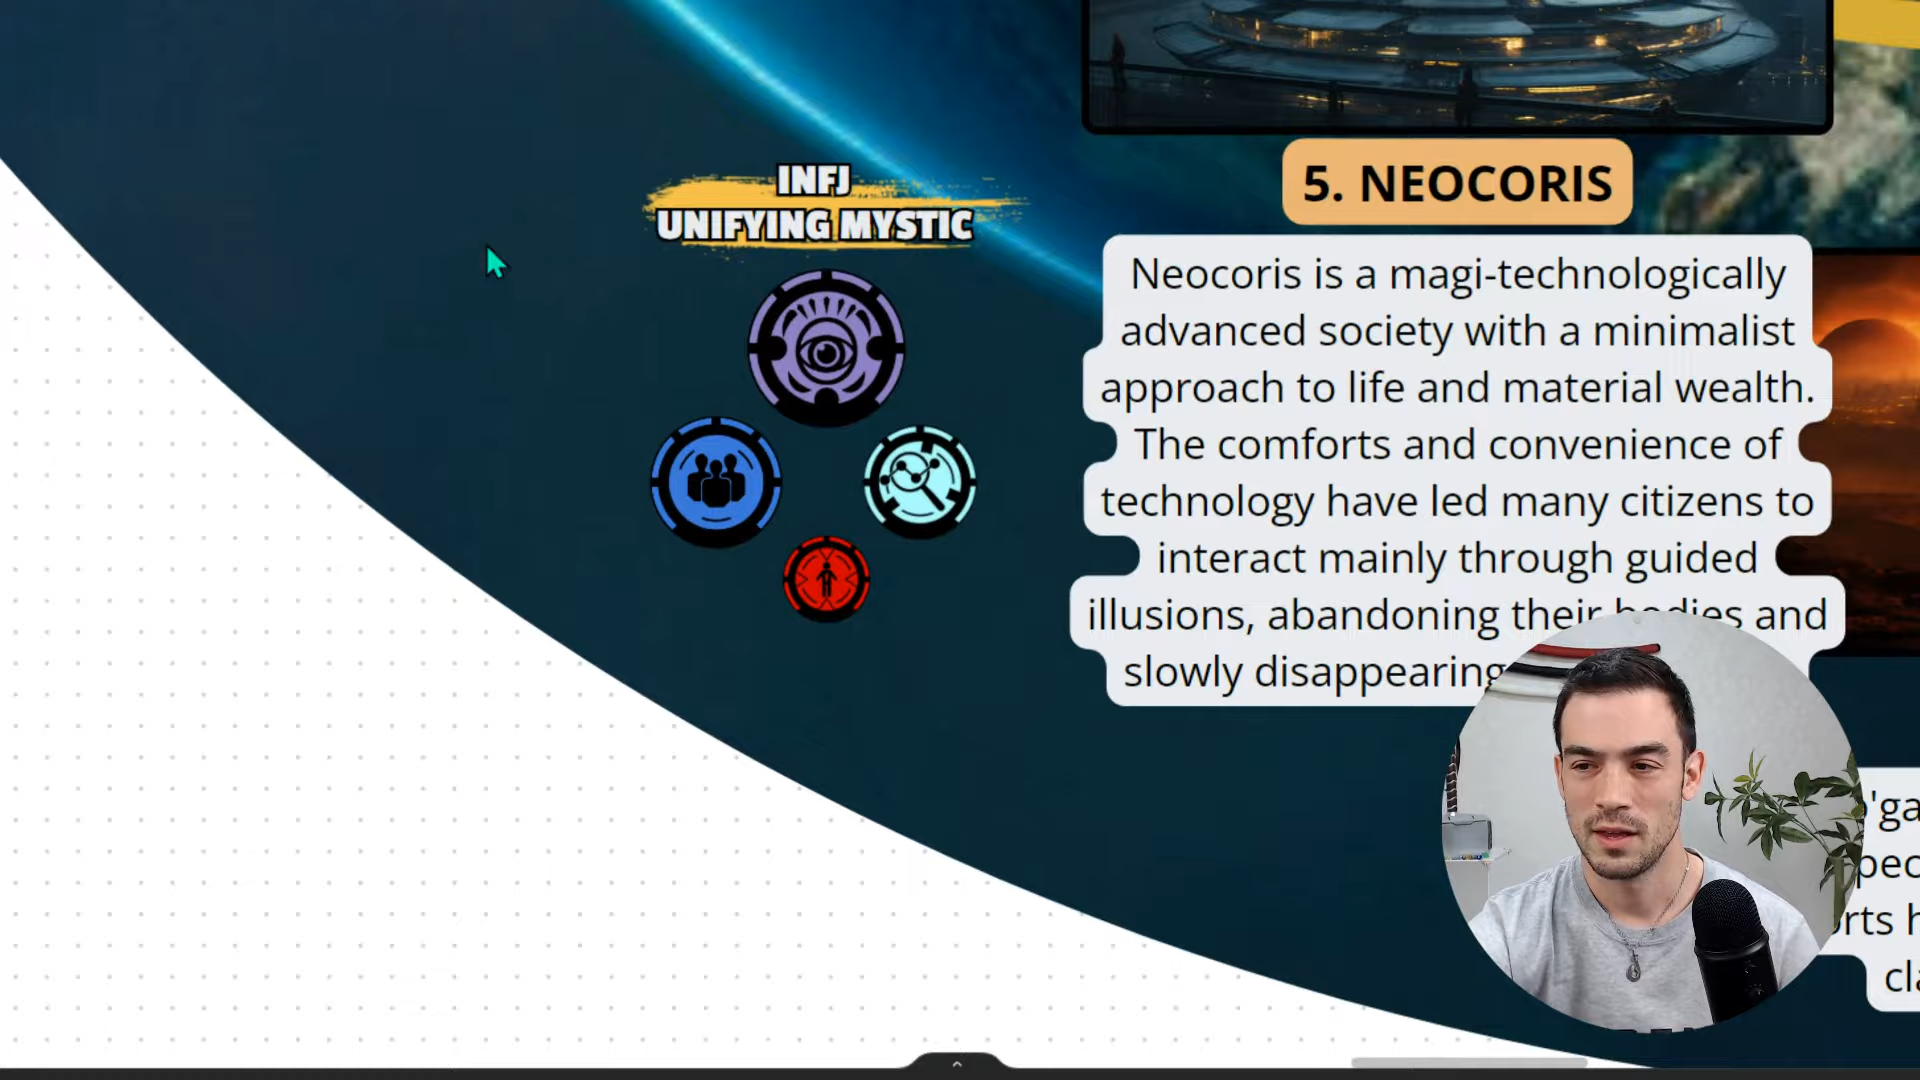 INFJ
UNIFYING MYSTIC
5. NEOCORIS
Neocoris is a magi-technologically
advanced society with a minimalist
approach to life and material wealth.
The comforts and convenience of
technology have led many citizens to
interact mainly through guided
illusions, abandoning their bodies and
slowly disappearing